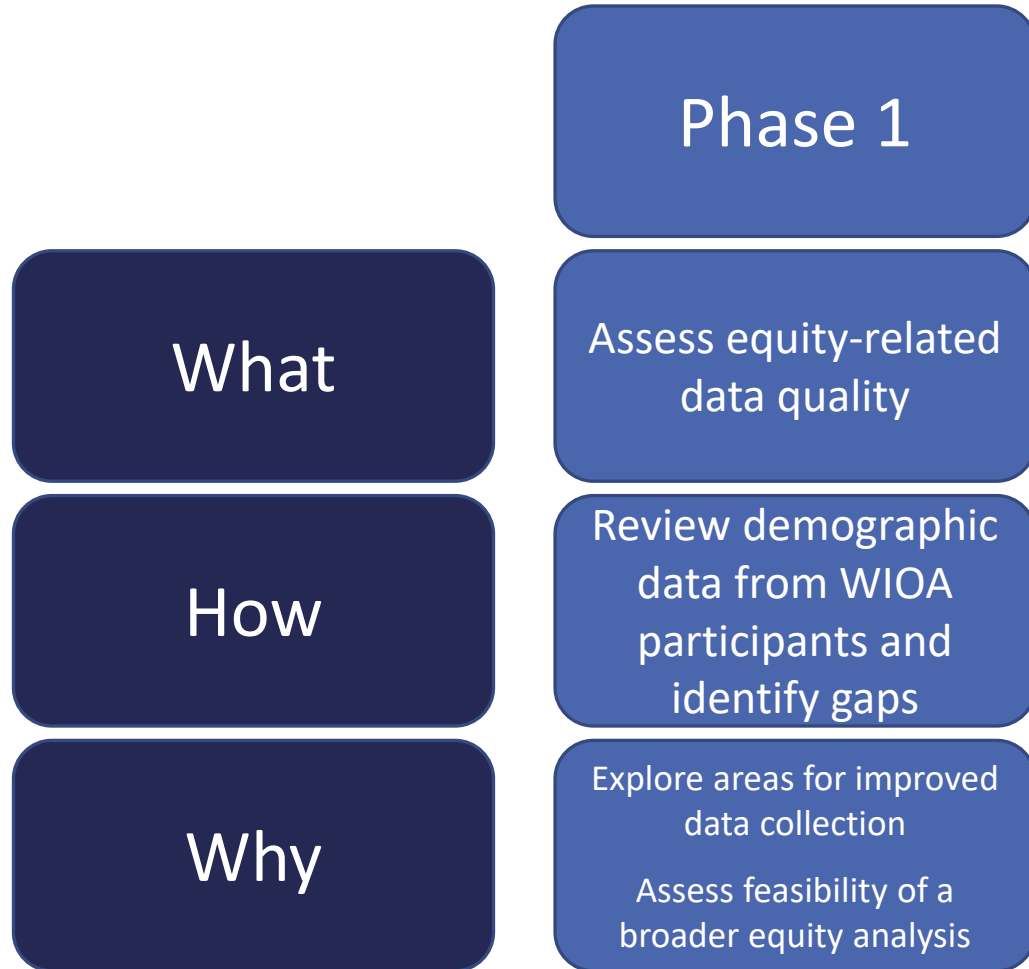 Phase 1
What
Assess equity-related
data quality
How
Review demographic
data from WIOA
participants and
identify gaps
Why
Explore areas for improved
data collection
Assess feasibility of a
broader equity analysis